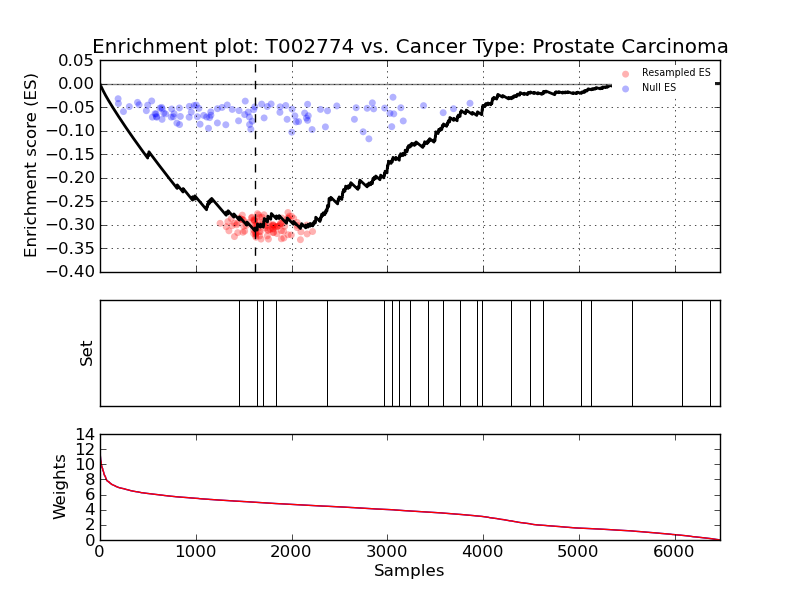 Enrichment plot: T002774 vs. Cancer Type: Prostate Carcinoma
Enrichment score (ES)
0.05
0.00
−0.05
−0.10
−0.15
−0.20
−0.25
−0.30
−0.35
−0.40
Resampled ES
Null ES
Set
Weights
14
12
10
8
6
4
2
0
0 1000 2000 3000 4000 5000 6000
Samples